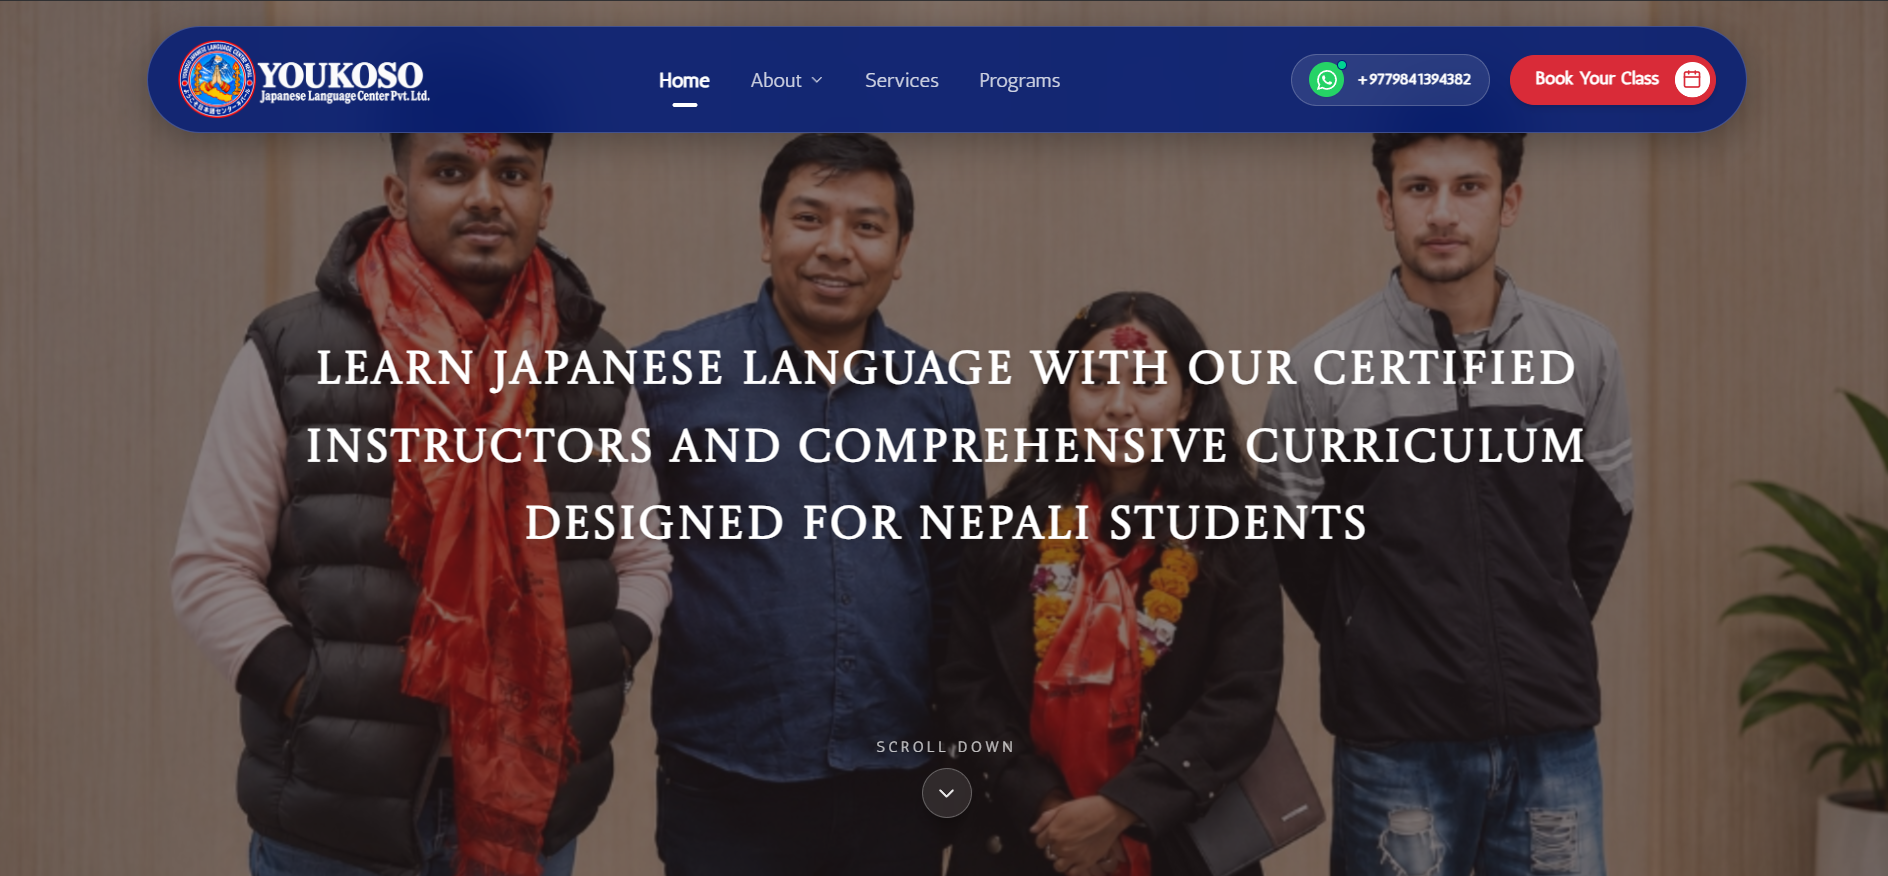 YOUKOSO
Japanese Language Center Pvt. Ltd.
Home
About
Services
Programs
+9779841394382
Book Your Class
LEARN JAPANESE LANGUAGE WITH OUR CERTIFIED
INSTRUCTORS AND COMPREHENSIVE CURRICULUM
DESIGNED FOR NEPALI STUDENTS
SCROLL DOWN